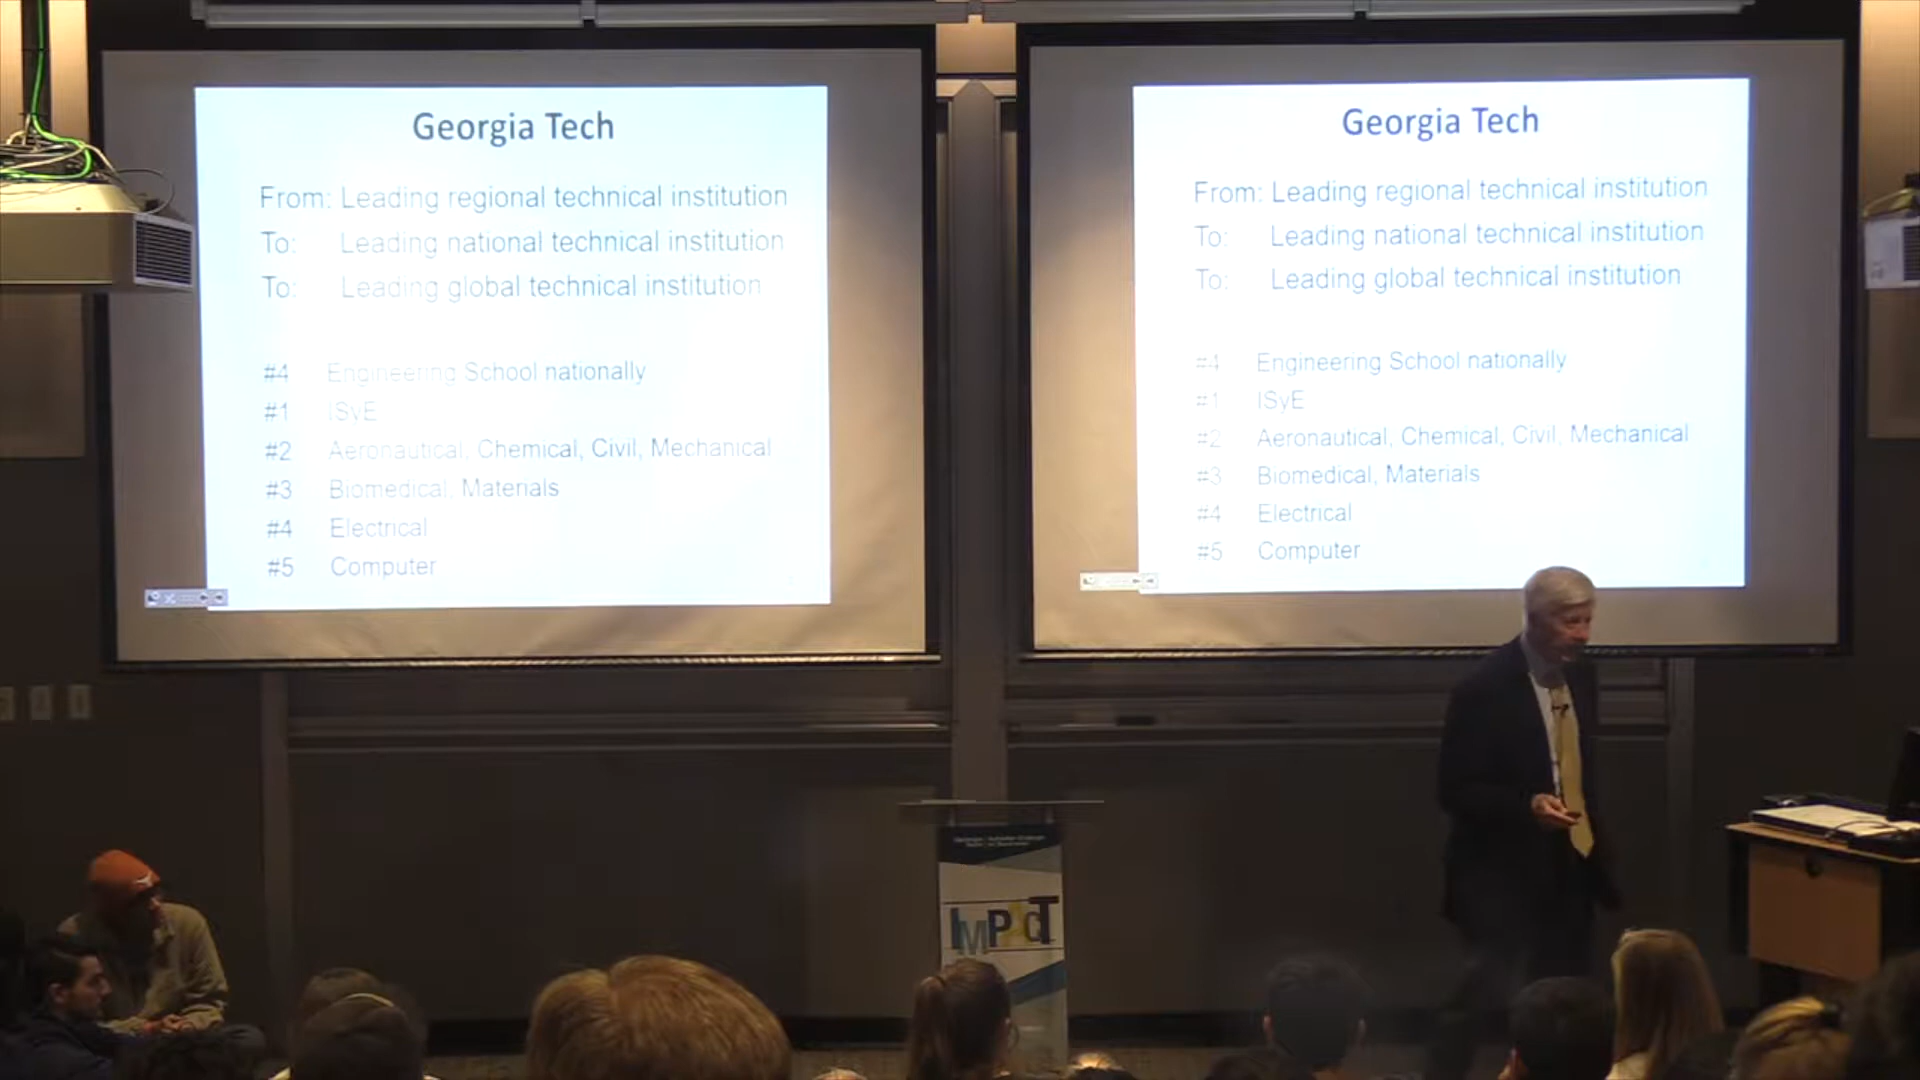 Georgia Tech
From: Leading regional technical institution
To: Leading national technical institution
To: Leading global technical institution
#4 Engineering School nationally
#1 ISyE
#2 Aeronautical, Chemical, Civil, Mechanical
#3 Biomedical, Materials
#4 Electrical
#5 Computer
Georgia Tech
From: Leading regional technical institution
To: Leading national technical institution
To: Leading global technical institution
#4 Engineering School nationally
#1 ISyE
#2 Aeronautical, Chemical, Civil, Mechanical
#3 Biomedical, Materials
#4 Electrical
#5 Computer
IMPACT